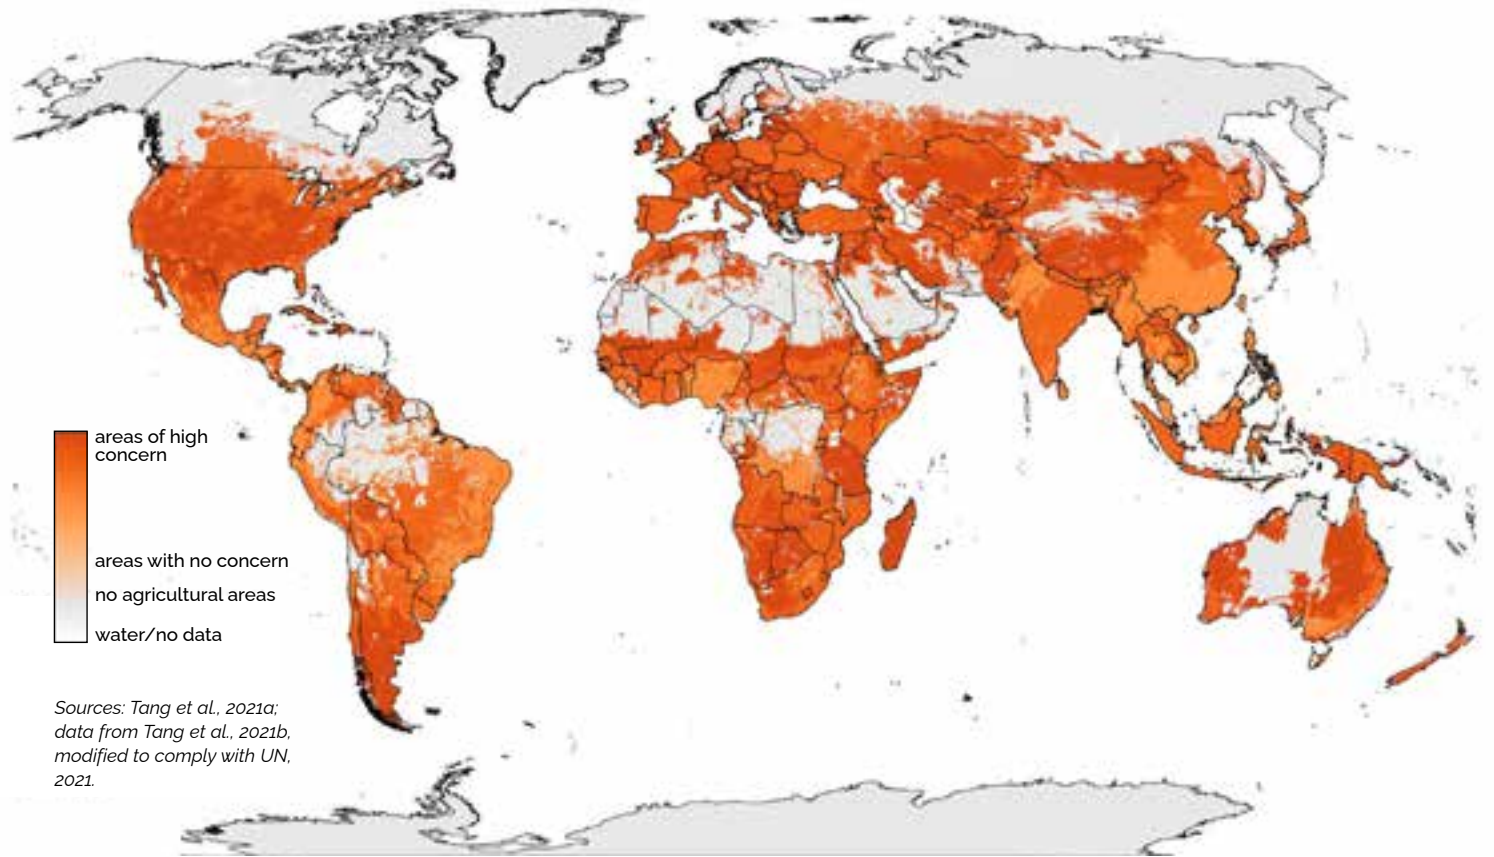 areas of high
concern
areas with no concern
no agricultural areas
water/no data
Sources: Tang et al., 2021a;
data from Tang et al., 2021b,
modified to comply with UN,
2021.